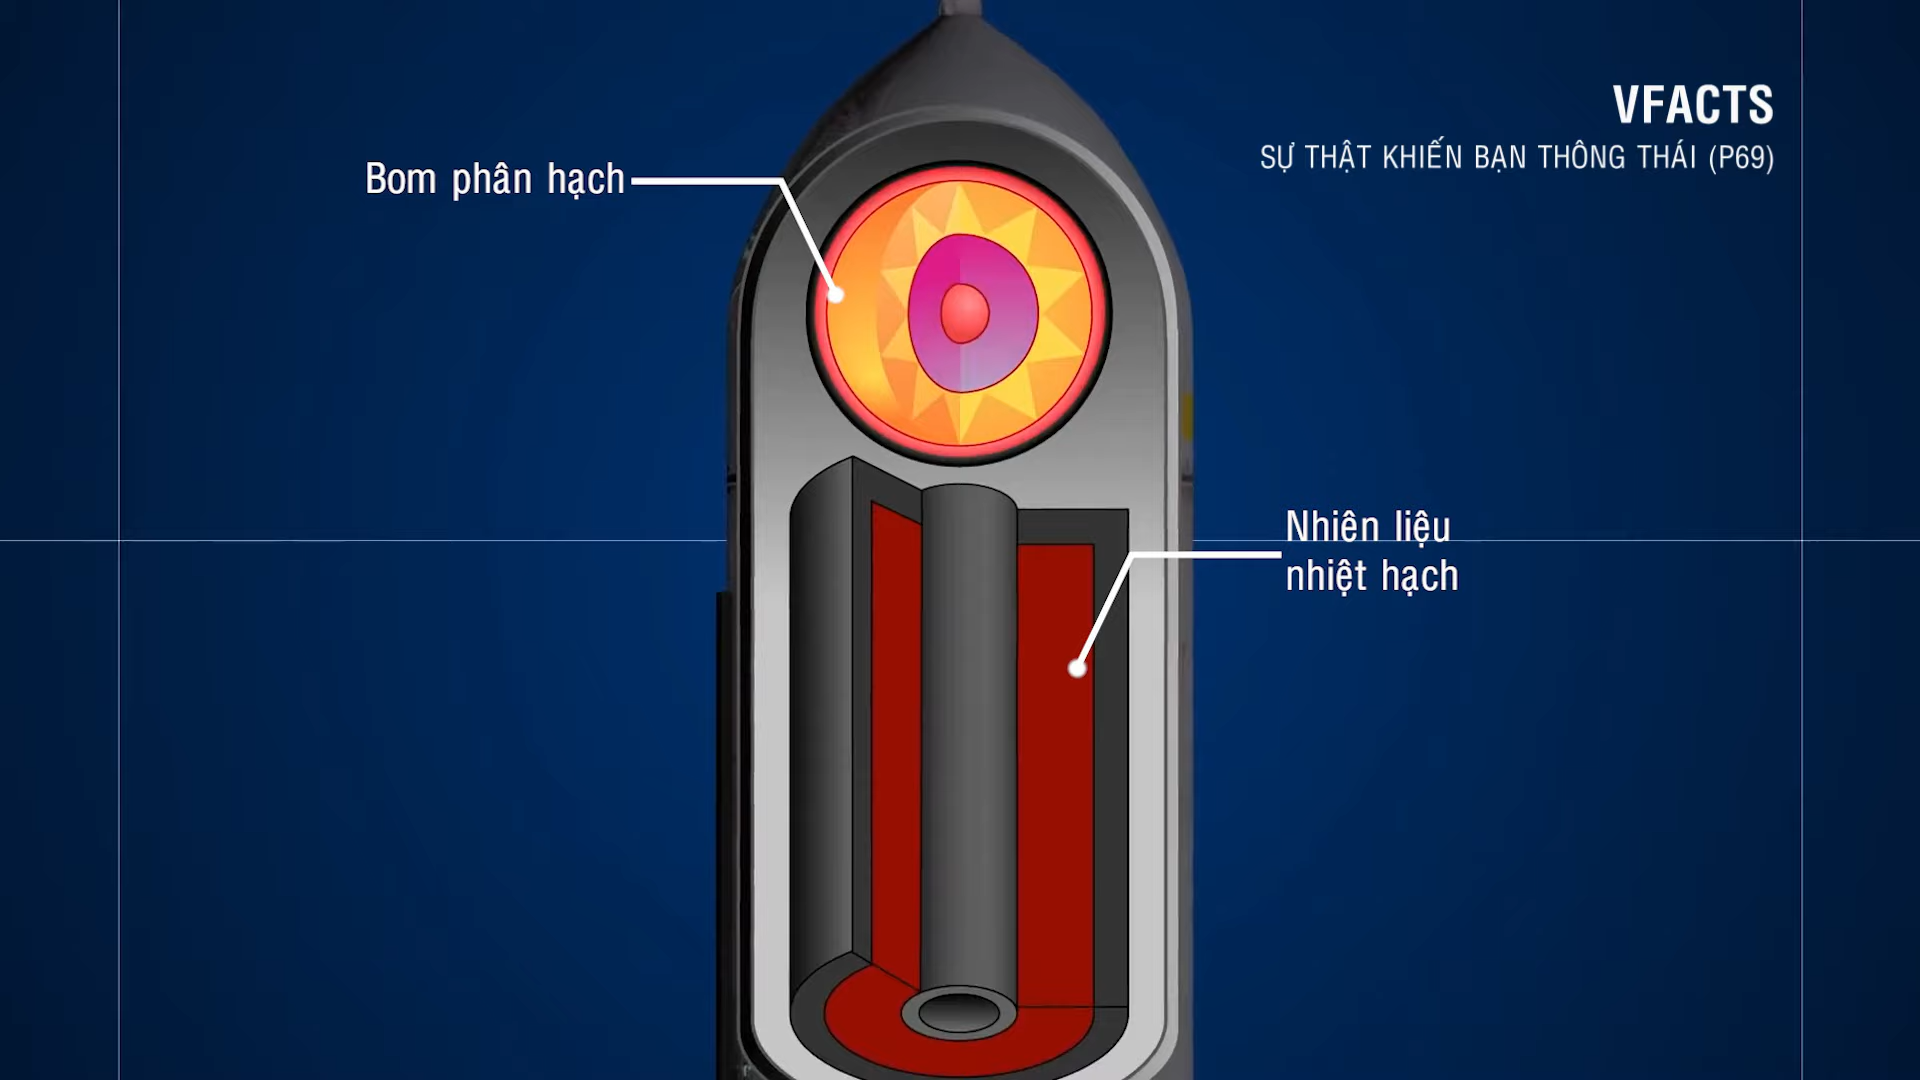 VFACTS
SỰ THẬT KHIẾN BẠN THÔNG THÁI (P69)
Bom phân hạch
Nhiên liệu
nhiệt hạch